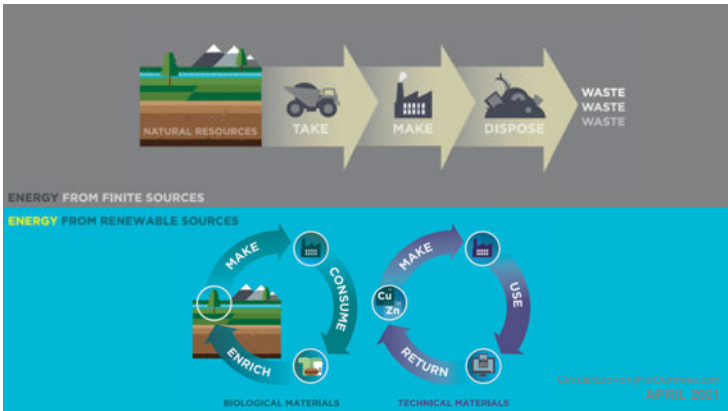 NATURAL RESOURCES
TAKE
MAKE
DISPOSE
WASTE
WASTE
WASTE
ENERGY FROM FINITE SOURCES
ENERGY FROM RENEWABLE SOURCES
MAKE
CONSUME
ENRICH
BIOLOGICAL MATERIALS
MAKE
USE
RETURN
Cu
Zn
TECHNICAL MATERIALS
APRIL 2021